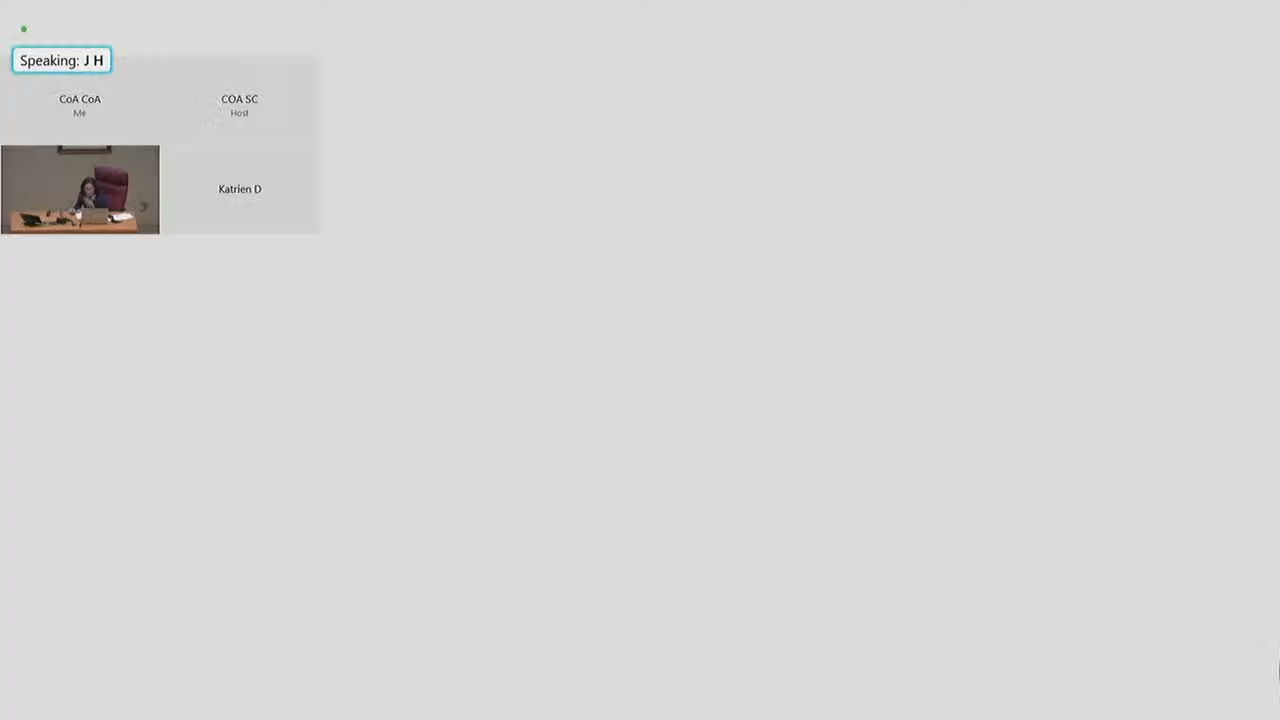 Speaking: J H
CoA CoA
Me
COA SC
Host
Katrien D